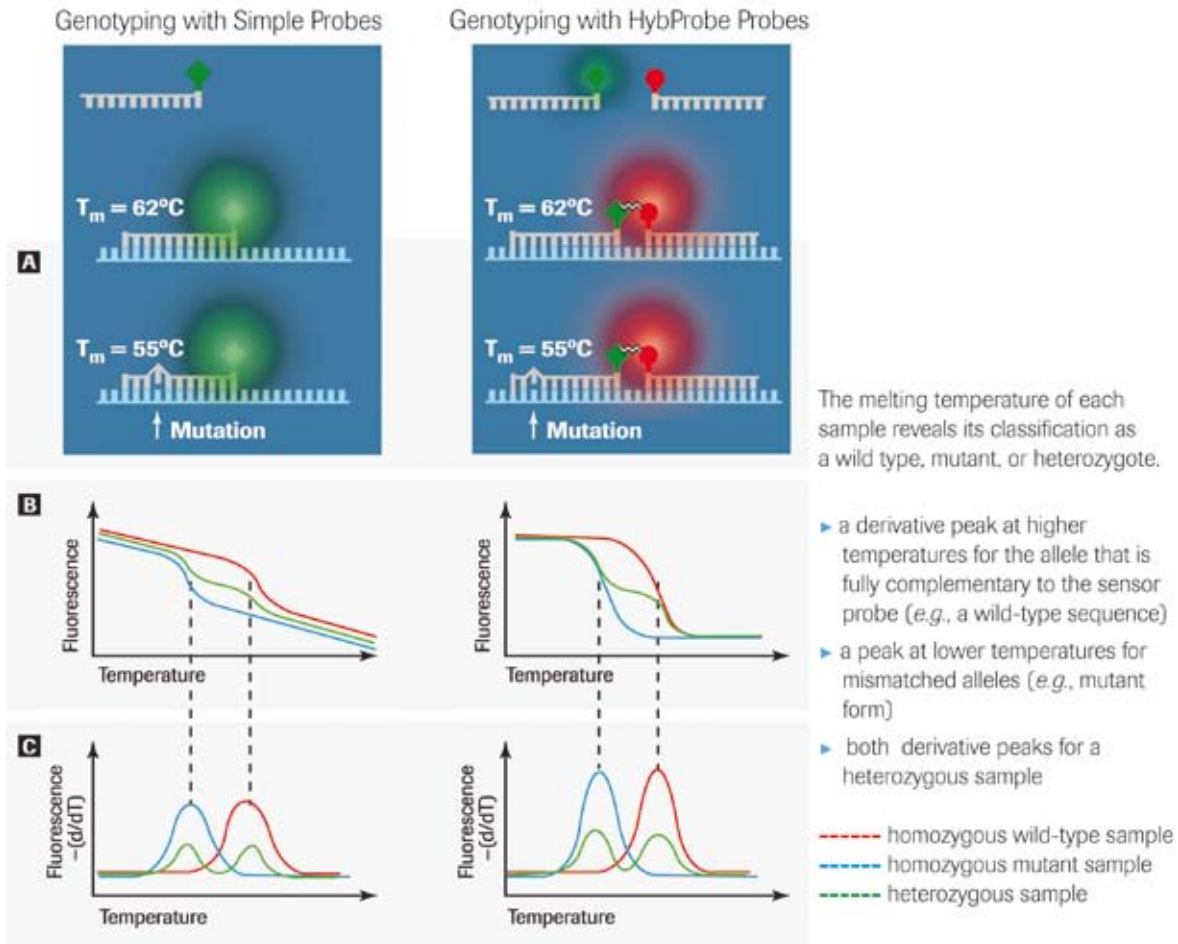 Genotyping with Simple Probes
Genotyping with HybProbe Probes
A
Tm = 62°C
Tm = 55°C
Mutation
Tm = 62°C
Tm = 55°C
Mutation
The melting temperature of each
sample reveals its classification as
a wild type, mutant, or heterozygote.
B
Fluorescence
Temperature
Fluorescence
Temperature
► a derivative peak at higher
temperatures for the allele that is
fully complementary to the sensor
probe (e.g., a wild-type sequence)
► a peak at lower temperatures for
mismatched alleles (e.g., mutant
form)
► both derivative peaks for a
heterozygous sample
C
Fluorescence
–(d/dT)
Temperature
Fluorescence
–(d/dT)
Temperature
homozygous wild-type sample
homozygous mutant sample
heterozygous sample